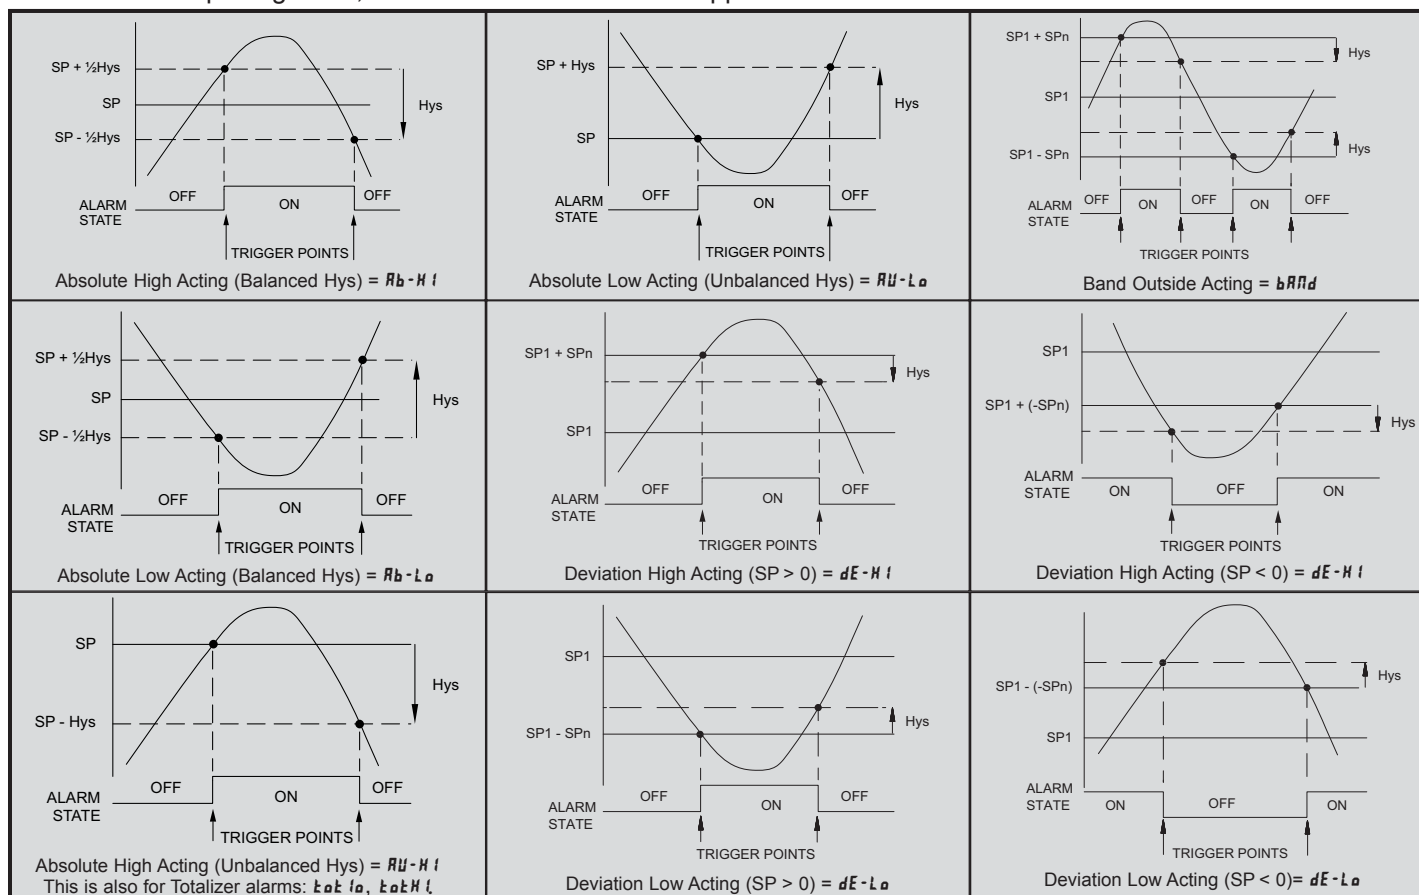 SP + ½Hys
SP
SP - ½Hys
Hys
OFF
ON
OFF
ALARM
STATE
TRIGGER POINTS
Absolute High Acting (Balanced Hys) = Ab-HI
SP + Hys
SP
Hys
OFF
ON
OFF
ALARM
STATE
TRIGGER POINTS
Absolute Low Acting (Unbalanced Hys) = AU-Lo
SP1 + SPn
SP1
SP1 - SPn
Hys
Hys
OFF
ON
OFF
ON
OFF
ALARM
STATE
TRIGGER POINTS
Band Outside Acting = bANd
SP + ½Hys
SP
SP - ½Hys
Hys
OFF
ON
OFF
ALARM
STATE
TRIGGER POINTS
Absolute Low Acting (Balanced Hys) = Ab-Lo
SP1 + SPn
SP1
Hys
OFF
ON
OFF
ALARM
STATE
TRIGGER POINTS
Deviation High Acting (SP > 0) = dE-HI
SP1
SP1 + (-SPn)
Hys
ALARM
STATE
ON
OFF
ON
TRIGGER POINTS
Deviation High Acting (SP < 0) = dE-HI
SP
SP - Hys
Hys
OFF
ON
OFF
ALARM
STATE
TRIGGER POINTS
Absolute High Acting (Unbalanced Hys) = AU-HI
This is also for Totalizer alarms: totlo, totHI.
SP1
SP1 - SPn
Hys
OFF
ON
OFF
ALARM
STATE
TRIGGER POINTS
Deviation Low Acting (SP > 0) = dE-Lo
SP1 - (-SPn)
SP1
Hys
ALARM
STATE
ON
OFF
ON
TRIGGER POINTS
Deviation Low Acting (SP < 0)= dE-Lo